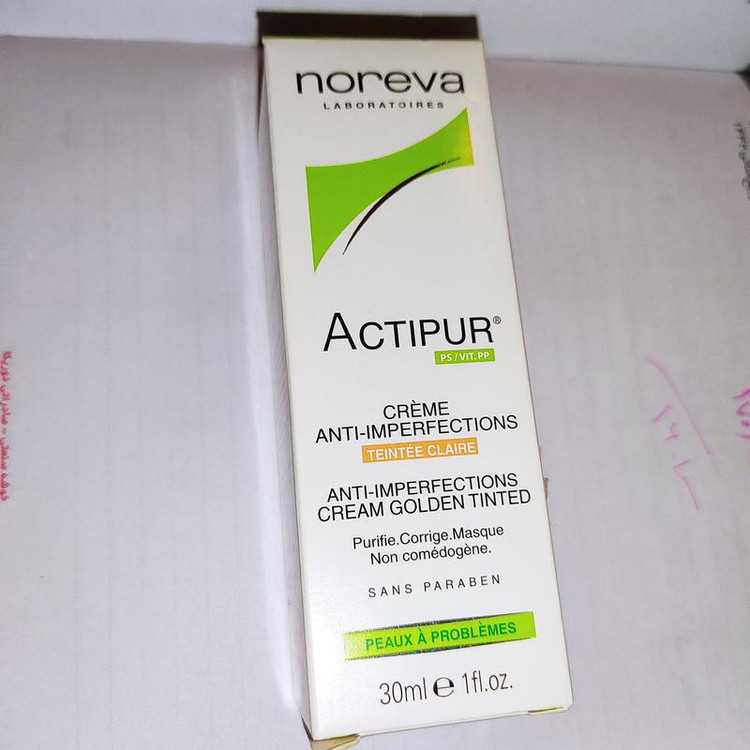 noreva
LABORATOIRES
ACTIPUR®
PS / VIT. PP
CRÈME
ANTI-IMPERFECTIONS
TEINTÉE CLAIRE
ANTI-IMPERFECTIONS
CREAM GOLDEN TINTED
Purifie.Corrige.Masque
Non comédogène.
SANS PARABEN
PEAUX À PROBLÈMES
30ml ℮ 1fl.oz.